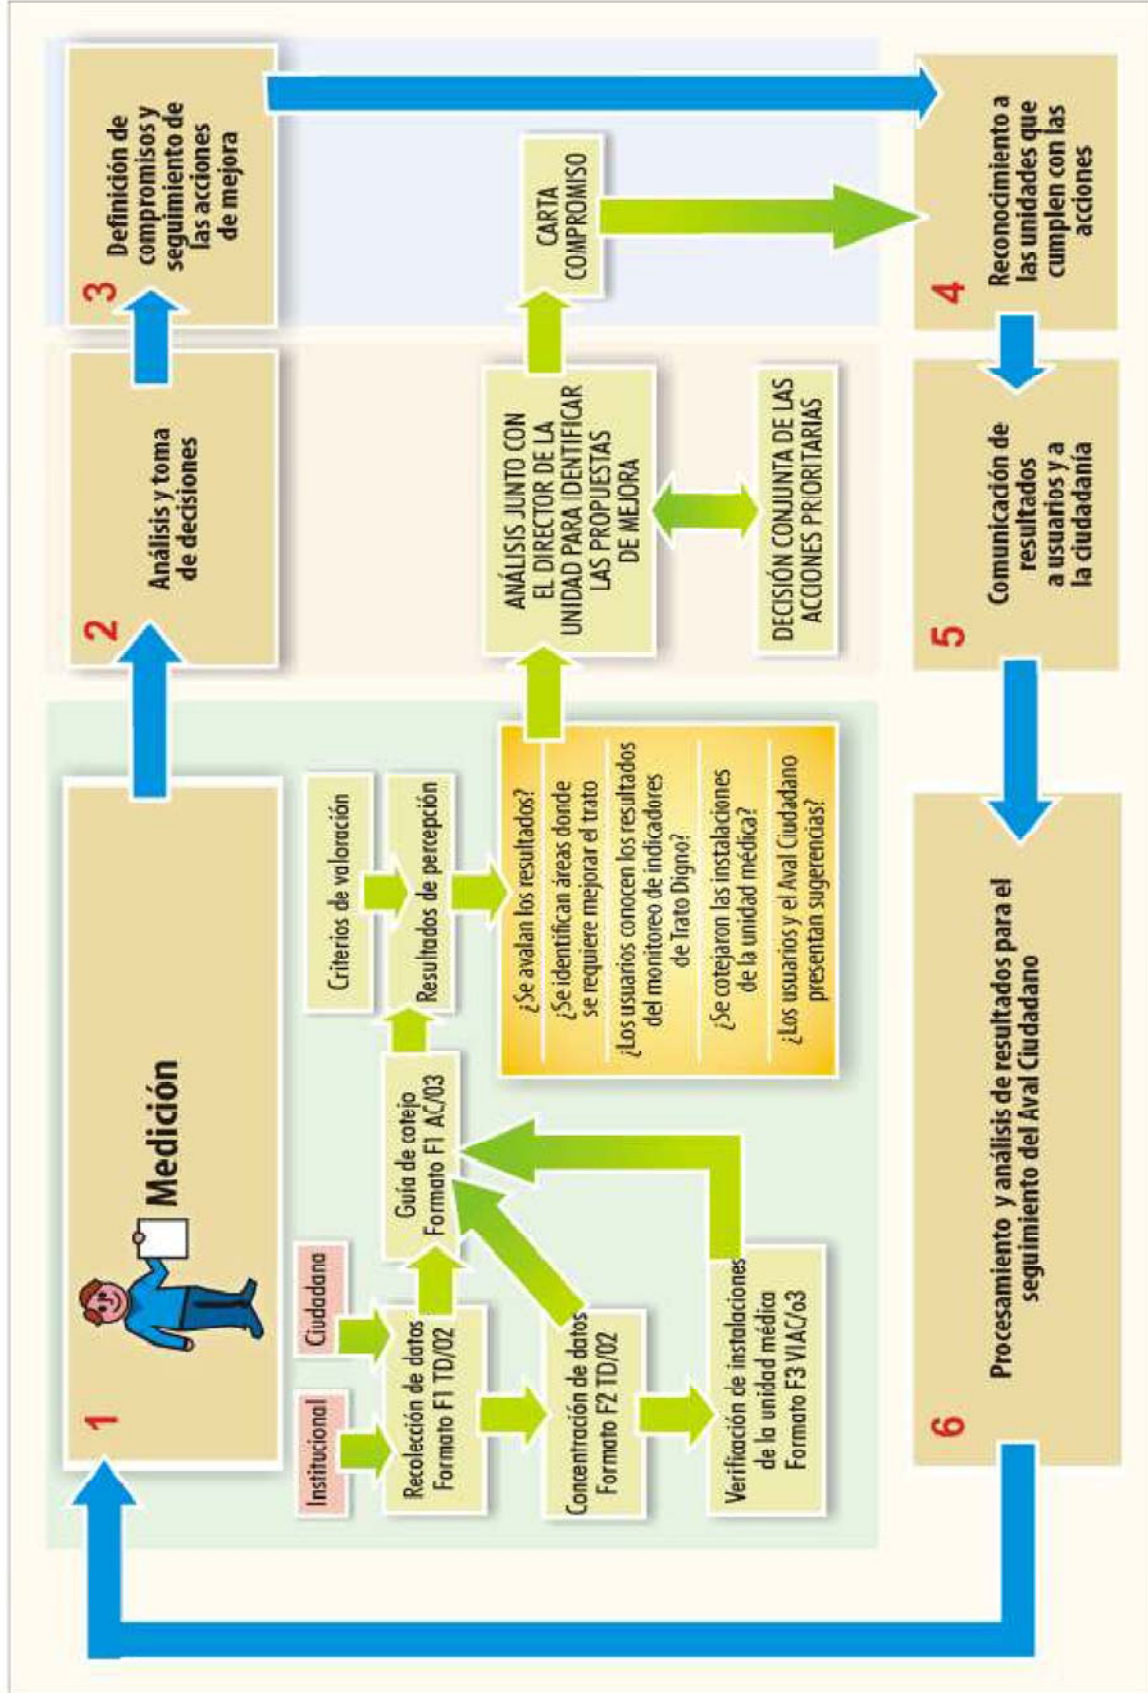 1
Medición
2
Análisis y toma
de decisiones
3
Definición de
compromisos y
seguimiento de
las acciones
de mejora
Institucional
Ciudadana
Recolección de datos
Formato F1 TD/02
Concentración de datos
Formato F2 TD/02
Verificación de instalaciones
de la unidad médica
Formato F3 VIAC/o3
Guía de cotejo
Formato F1 AC/03
Criterios de valoración
Resultados de percepción
¿Se avalan los resultados?
¿Se identifican áreas donde
se requiere mejorar el trato
¿Los usuarios conocen los resultados
del monitoreo de indicadores
de Trato Digno?
¿Se cotejaron las instalaciones
de la unidad médica?
¿Los usuarios y el Aval Ciudadano
presentan sugerencias?
ANÁLISIS JUNTO CON
EL DIRECTOR DE LA
UNIDAD PARA IDENTIFICAR
LAS PROPUESTAS
DE MEJORA
DECISIÓN CONJUNTA DE LAS
ACCIONES PRIORITARIAS
CARTA
COMPROMISO
4
Reconocimiento a
las unidades que
cumplen con las
acciones
5
Comunicación de
resultados
a usuarios y a
la ciudadanía
6
Procesamiento y análisis de resultados para el
seguimiento del Aval Ciudadano